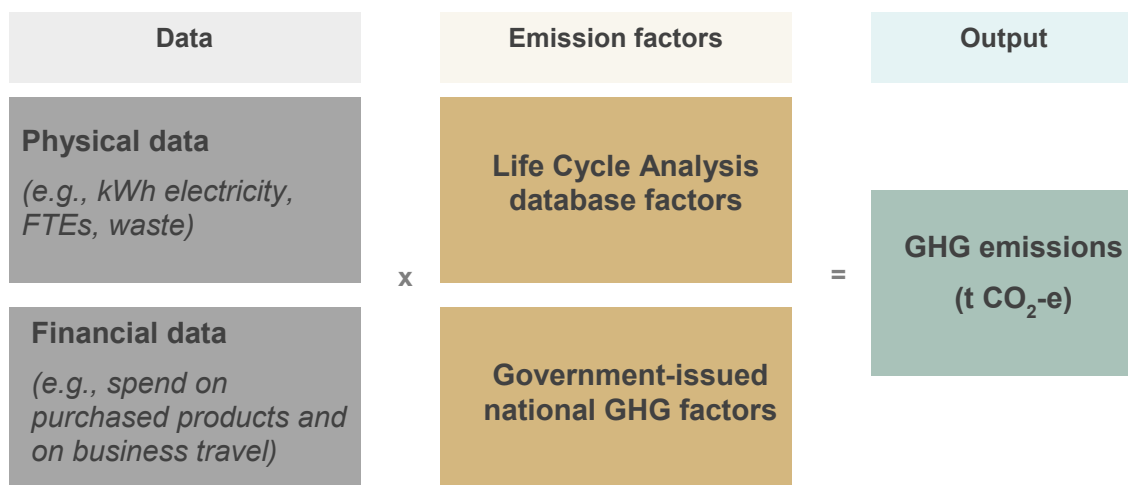 Data
Emission factors
Output
Physical data
(e.g., kWh electricity,
FTEs, waste)
Financial data
(e.g., spend on
purchased products and
on business travel)
x
Life Cycle Analysis
database factors
Government-issued
national GHG factors
=
GHG emissions
(t CO₂-e)